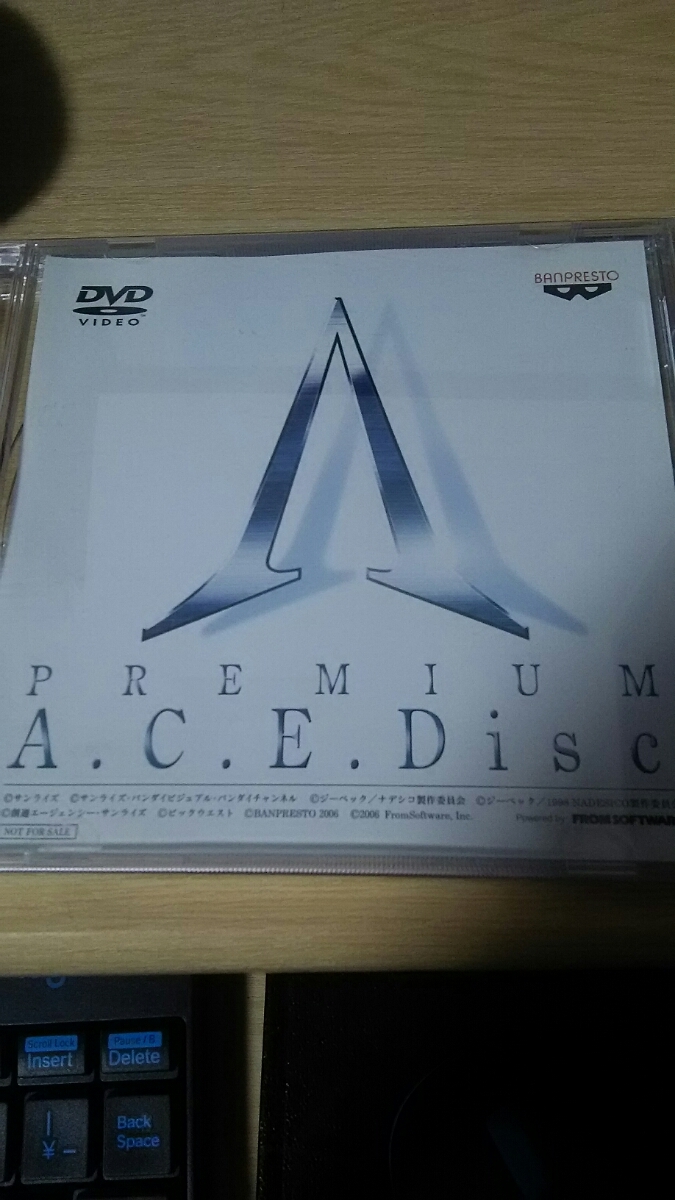 DVD
VIDEO™
BANPRESTO
PREMIUM
A.C.E.Disc
©サンライズ ©サンライズ・バンダイビジュアル・バンダイチャンネル ©ジーベック／ナデシコ製作委員会 ©ジーベック／1998 NADESICO製作委員
©創通エージェンシー・サンライズ ©ビックウエスト ©BANPRESTO 2006 ©2006 FromSoftware, Inc. Powered by FROMSOFTWAR
NOT FOR SALE
Scroll Lock
Insert
Delete
Back
Space
|
¥ -